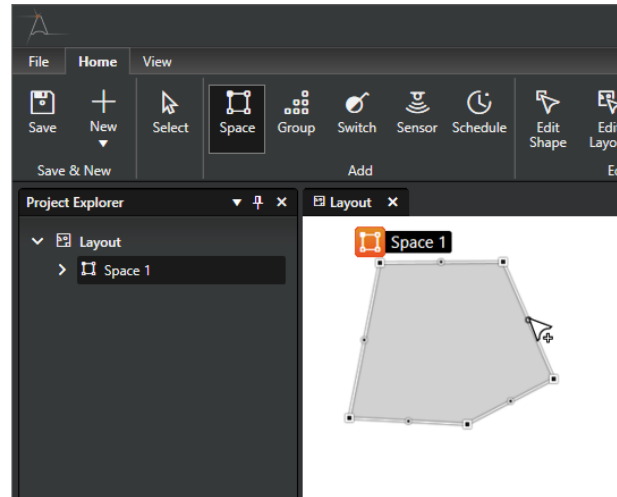 File Home View
Save New Select Space Group Switch Sensor Schedule Edit Shape
Save & New Add
Project Explorer
Layout
Layout
Space 1
Space 1